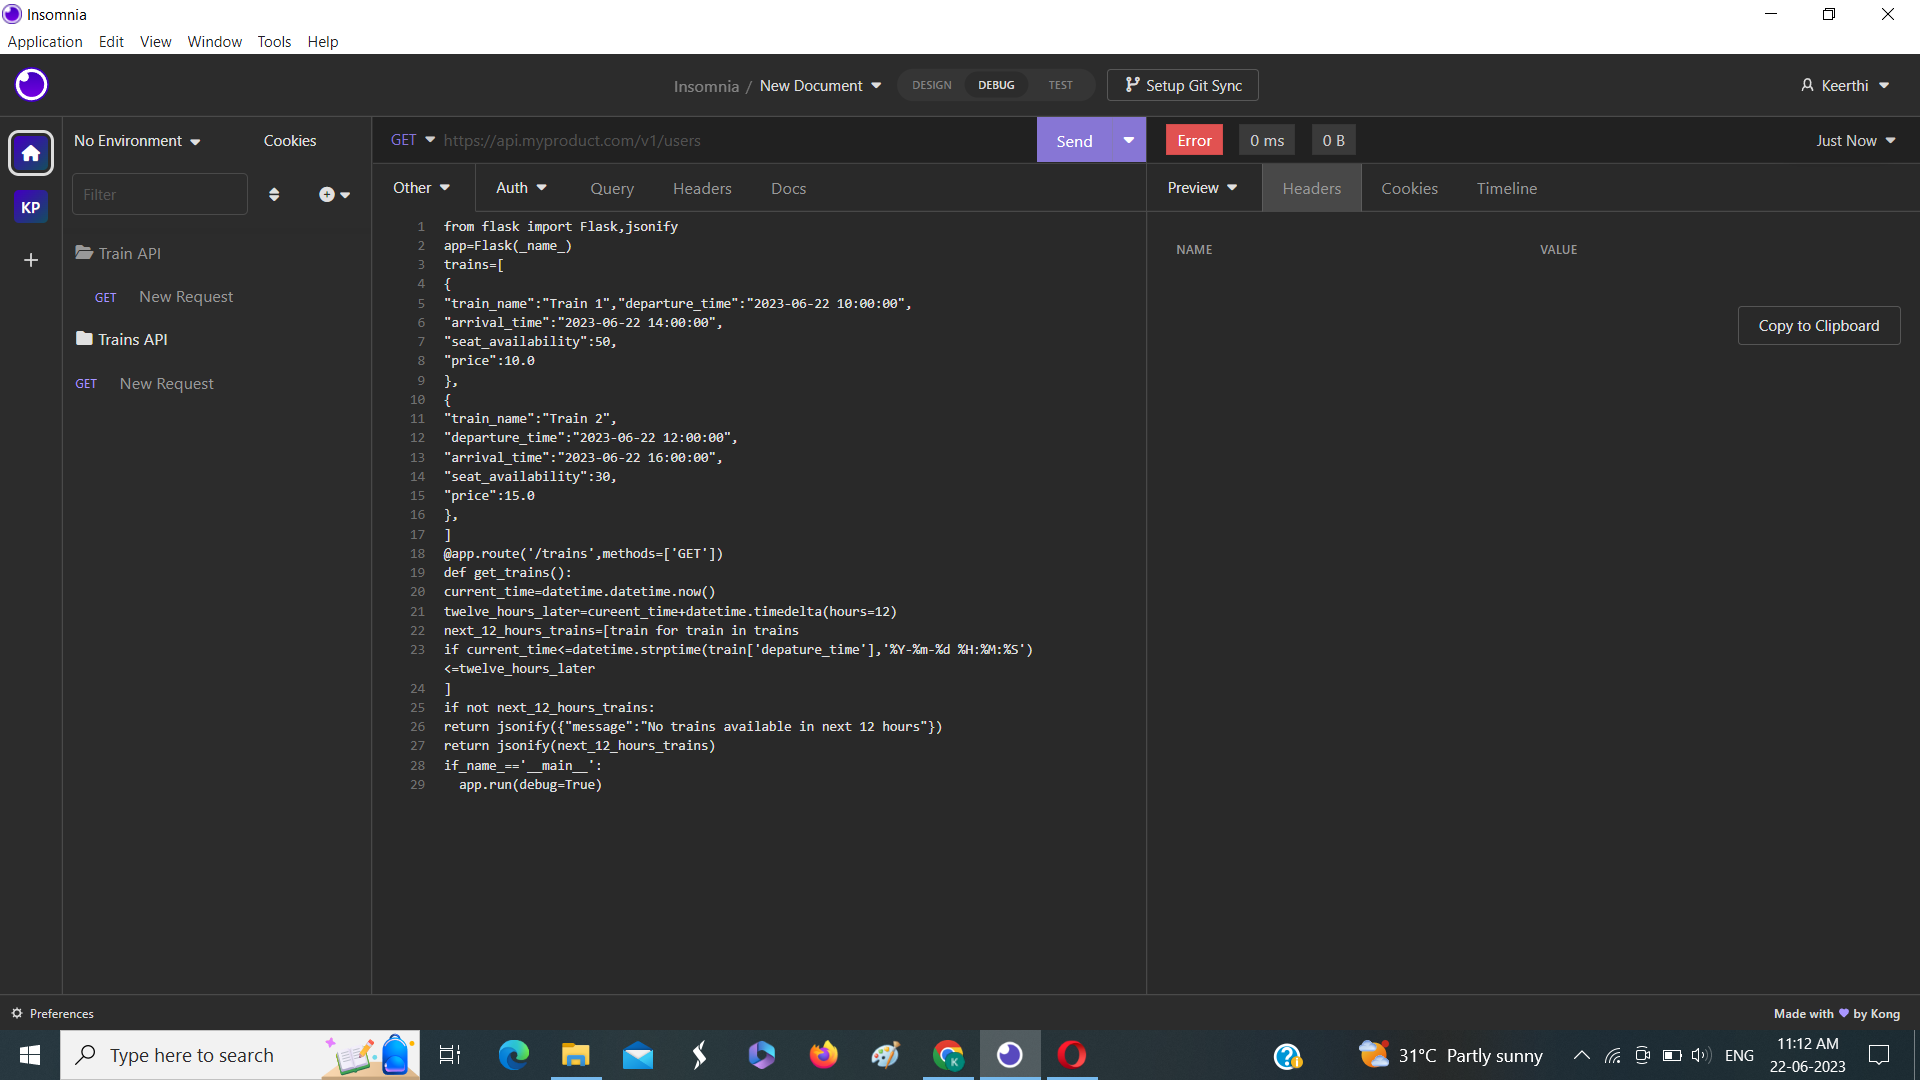 Insomnia
Application Edit View Window Tools Help
Insomnia / New Document DESIGN DEBUG TEST Setup Git Sync Keerthi
No Environment Cookies
GET https://api.myproduct.com/v1/users Send Error 0 ms 0 B Just Now
Filter
Other Auth Query Headers Docs
Preview Headers Cookies Timeline
KP
Train API
GET New Request
Trains API
GET New Request
1 from flask import Flask,jsonify
2 app=Flask(_name_)
3 trains=[
4 {
5 "train_name":"Train 1","departure_time":"2023-06-22 10:00:00",
6 "arrival_time":"2023-06-22 14:00:00",
7 "seat_availability":50,
8 "price":10.0
9 },
10 {
11 "train_name":"Train 2",
12 "departure_time":"2023-06-22 12:00:00",
13 "arrival_time":"2023-06-22 16:00:00",
14 "seat_availability":30,
15 "price":15.0
16 },
17 ]
18 @app.route('/trains',methods=['GET'])
19 def get_trains():
20 current_time=datetime.datetime.now()
21 twelve_hours_later=cureent_time+datetime.timedelta(hours=12)
22 next_12_hours_trains=[train for train in trains
23 if current_time<=datetime.strptime(train['depature_time'],'%Y-%m-%d %H:%M:%S')
<=twelve_hours_later
24 ]
25 if not next_12_hours_trains:
26 return jsonify({"message":"No trains available in next 12 hours"})
27 return jsonify(next_12_hours_trains)
28 if_name_=='__main__':
29 app.run(debug=True)
NAME VALUE
Copy to Clipboard
Preferences
Made with by Kong
Type here to search
31°C Partly sunny
ENG
11:12 AM
22-06-2023